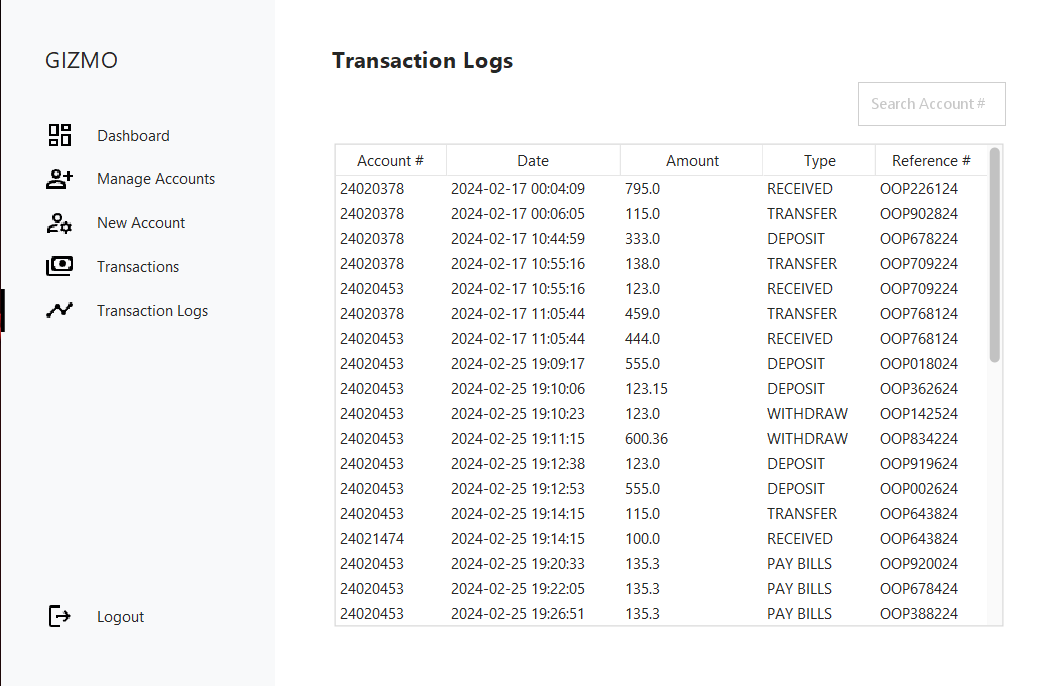 GIZMO
Dashboard
Manage Accounts
New Account
Transactions
Transaction Logs
Logout
Transaction Logs
Search Account #
Account # Date Amount Type Reference #
24020378 2024-02-17 00:04:09 795.0 RECEIVED OOP226124
24020378 2024-02-17 00:06:05 115.0 TRANSFER OOP902824
24020378 2024-02-17 10:44:59 333.0 DEPOSIT OOP678224
24020378 2024-02-17 10:55:16 138.0 TRANSFER OOP709224
24020453 2024-02-17 10:55:16 123.0 RECEIVED OOP709224
24020378 2024-02-17 11:05:44 459.0 TRANSFER OOP768124
24020453 2024-02-17 11:05:44 444.0 RECEIVED OOP768124
24020453 2024-02-25 19:09:17 555.0 DEPOSIT OOP018024
24020453 2024-02-25 19:10:06 123.15 DEPOSIT OOP362624
24020453 2024-02-25 19:10:23 123.0 WITHDRAW OOP142524
24020453 2024-02-25 19:11:15 600.36 WITHDRAW OOP834224
24020453 2024-02-25 19:12:38 123.0 DEPOSIT OOP919624
24020453 2024-02-25 19:12:53 555.0 DEPOSIT OOP002624
24020453 2024-02-25 19:14:15 115.0 TRANSFER OOP643824
24021474 2024-02-25 19:14:15 100.0 RECEIVED OOP643824
24020453 2024-02-25 19:20:33 135.3 PAY BILLS OOP920024
24020453 2024-02-25 19:22:05 135.3 PAY BILLS OOP678424
24020453 2024-02-25 19:26:51 135.3 PAY BILLS OOP388224